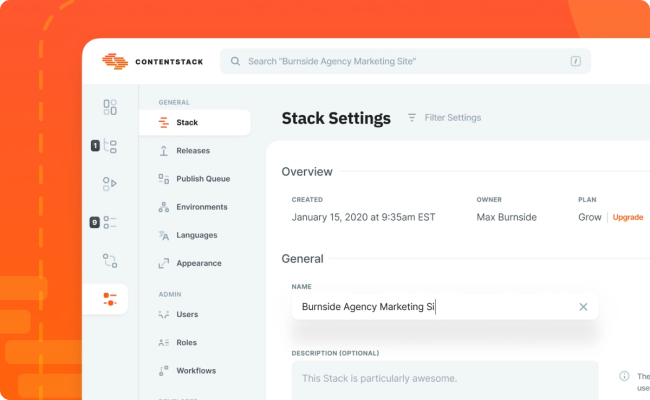 CONTENTSTACK
Search "Burnside Agency Marketing Site"
/
1
9
GENERAL
Stack
Releases
Publish Queue
Environments
Languages
Appearance
ADMIN
Users
Roles
Workflows
Stack Settings
Filter Settings
Overview
CREATED
OWNER
PLAN
January 15, 2020 at 9:35am EST
Max Burnside
Grow | Upgrade
General
NAME
Burnside Agency Marketing Si
DESCRIPTION (OPTIONAL)
This Stack is particularly awesome.
The
use